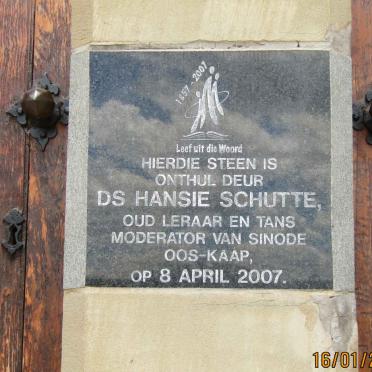 1857-2007
Leef uit die Woord
HIERDIE STEEN IS
ONTHUL DEUR
DS HANSIE SCHUTTE,
OUD LERAAR EN TANS
MODERATOR VAN SINODE
OOS-KAAP,
OP 8 APRIL 2007.
16/01/2